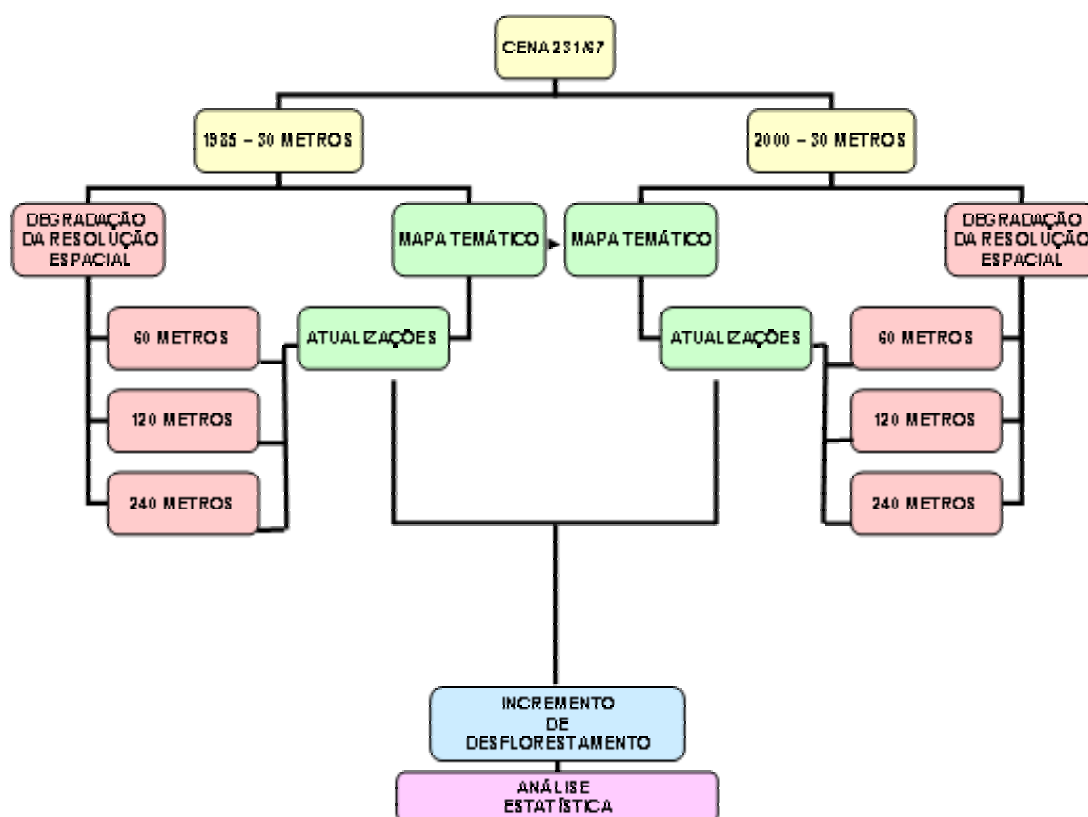 CENA 231/67
1985 – 30 METROS
2000 – 30 METROS
DEGRADAÇÃO
DA RESOLUÇÃO
ESPACIAL
MAPA TEMÁTICO
MAPA TEMÁTICO
DEGRADAÇÃO
DA RESOLUÇÃO
ESPACIAL
60 METROS
ATUALIZAÇÕES
ATUALIZAÇÕES
60 METROS
120 METROS
120 METROS
240 METROS
240 METROS
INCREMENTO
DE
DESFLORESTAMENTO
ANÁLISE
ESTATÍSTICA